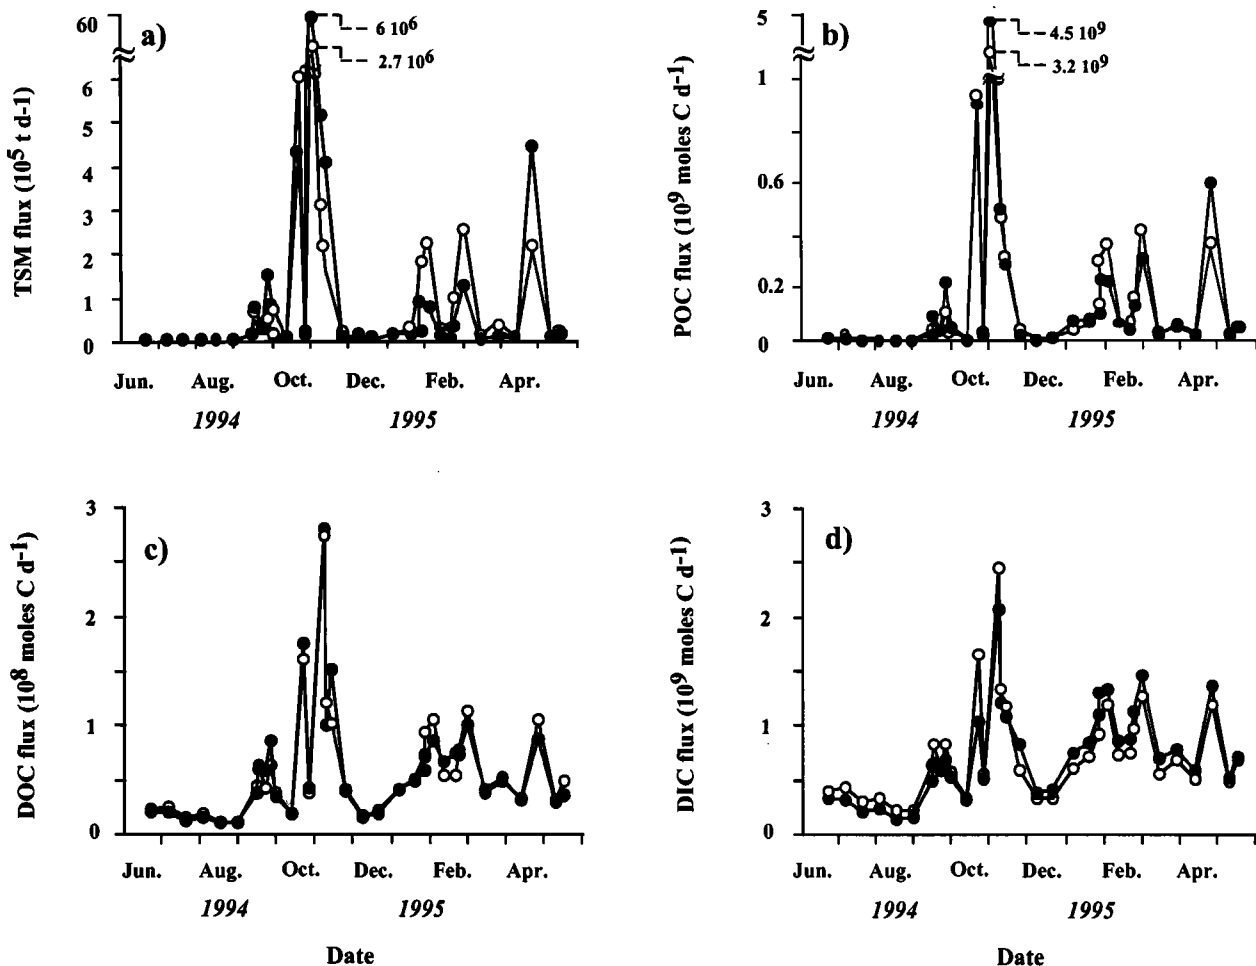 a)
60
6
5
4
3
2
1
0
TSM flux (10⁵ t d-1)
– – 6 10⁶
– – 2.7 10⁶
Jun. Aug. Oct. Dec. Feb. Apr.
1994 1995
b)
5
1
0.6
0.2
0
POC flux (10⁹ moles C d⁻¹)
– – 4.5 10⁹
– – 3.2 10⁹
Jun. Aug. Oct. Dec. Feb. Apr.
1994 1995
c)
3
2
1
0
DOC flux (10⁸ moles C d⁻¹)
Jun. Aug. Oct. Dec. Feb. Apr.
1994 1995
Date
d)
3
2
1
0
DIC flux (10⁹ moles C d⁻¹)
Jun. Aug. Oct. Dec. Feb. Apr.
1994 1995
Date